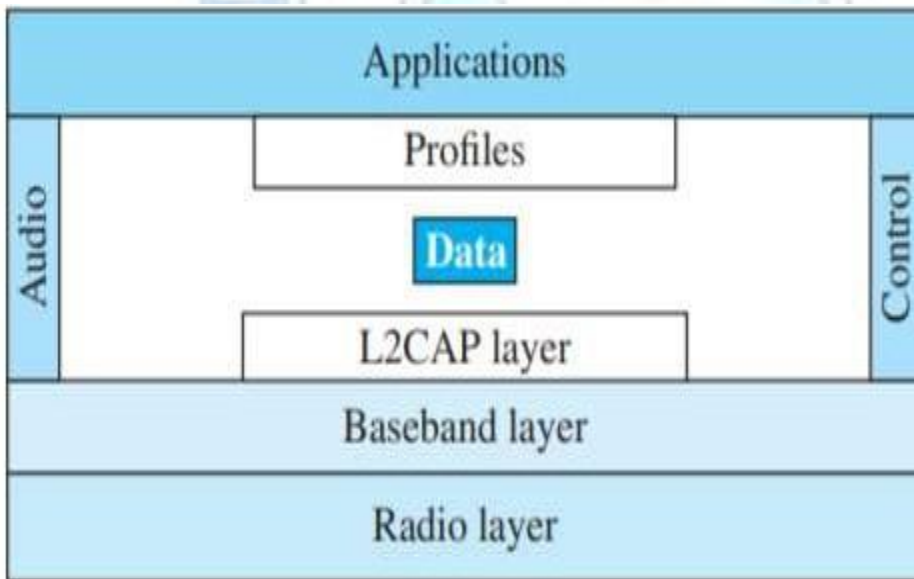 Applications
Profiles
Audio
Data
Control
L2CAP layer
Baseband layer
Radio layer